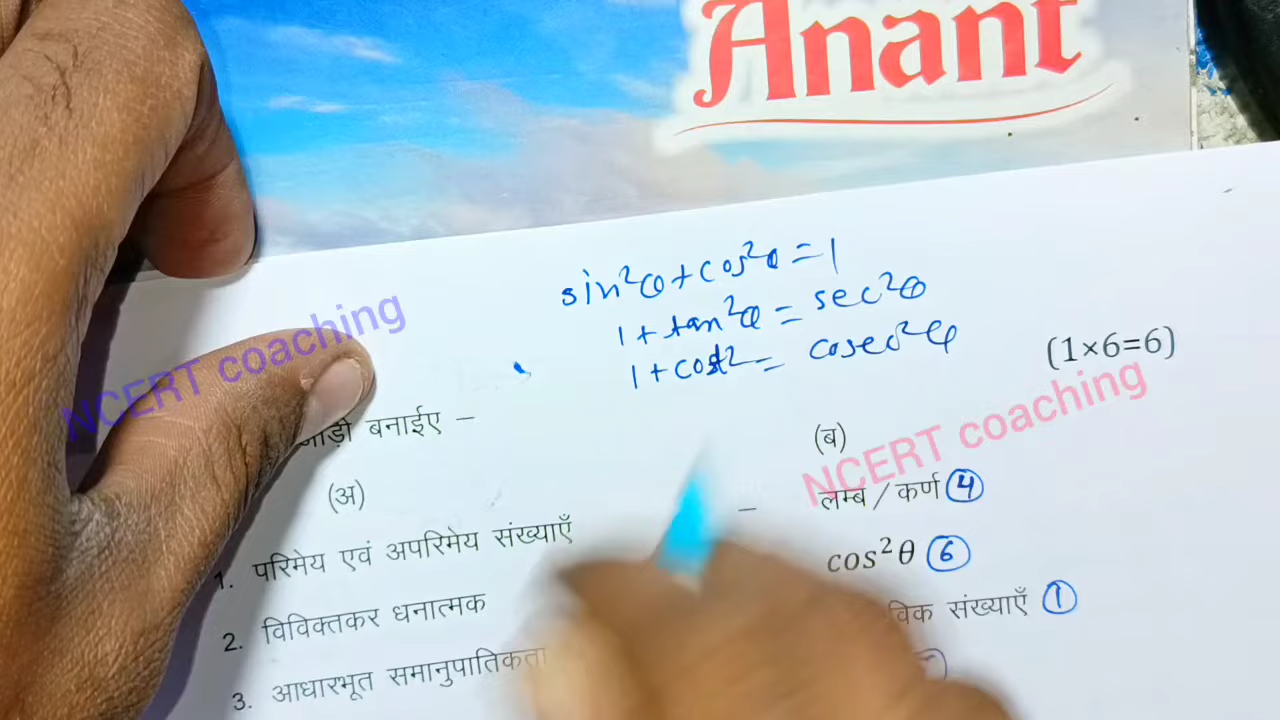 Anant
sin²θ+cos²θ=1
1+tan²θ=sec²θ
1+cot2= cosec²φ
(1×6=6)
NCERT coaching
बनाईए –
(अ)
(ब)
NCERT coaching
– लम्ब / कर्ण ④
1. परिमेय एवं अपरिमेय संख्याएँ
cos²θ ⑥
2. विविक्तकर धनात्मक
संख्याएँ ①
3. आधारभूत समानुपातिकता